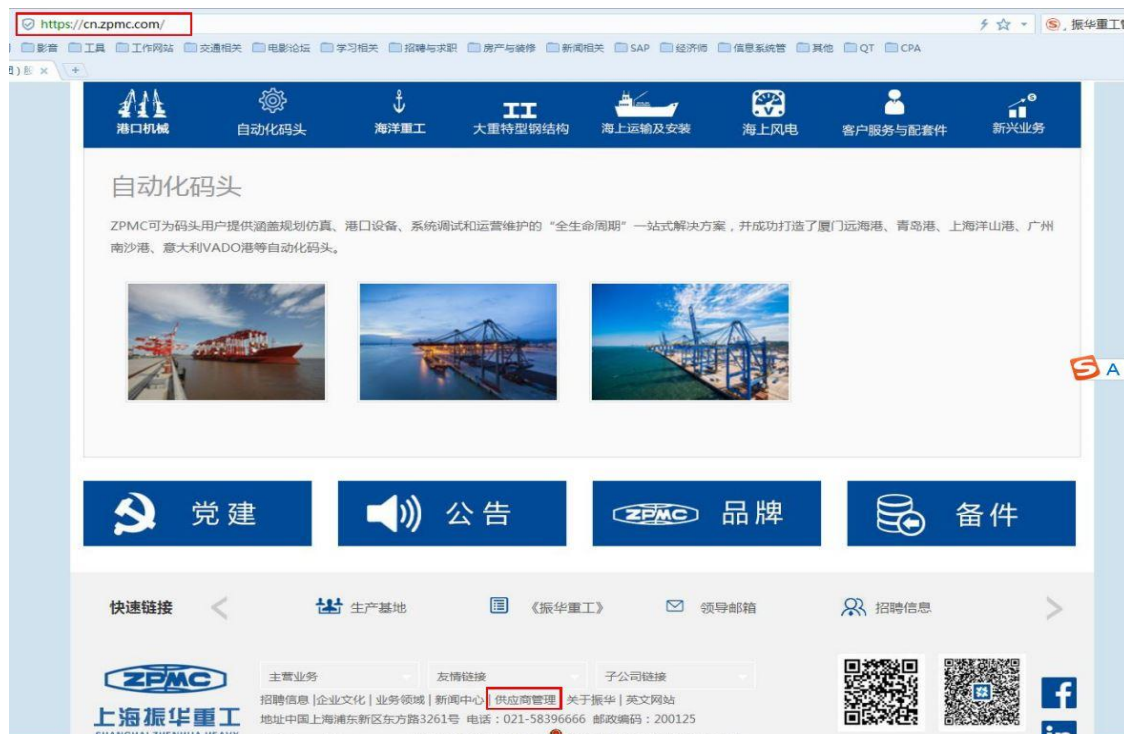 https://cn.zpmc.com/
振华重工
影音 工具 工作网站 交通相关 电影论坛 学习相关 招聘与求职 房产与装修 新闻相关 SAP 经济师 信息系统管 其他 QT CPA
港口机械 自动化码头 海洋重工 大重特型钢结构 海上运输及安装 海上风电 客户服务与配套件 新兴业务
自动化码头
ZPMC可为码头用户提供涵盖规划仿真、港口设备、系统调试和运营维护的“全生命周期”一站式解决方案，并成功打造了厦门远海港、青岛港、上海洋山港、广州
南沙港、意大利VADO港等自动化码头。
A
党建 公告 ZPMC 品牌 备件
快速链接 生产基地 《振华重工》 领导邮箱 招聘信息
ZPMC 主营业务 友情链接 子公司链接
招聘信息 |企业文化 | 业务领域 | 新闻中心 | 供应商管理 关于振华 | 英文网站
上海振华重工 地址中国上海浦东新区东方路3261号 电话：021-58396666 邮政编码：200125